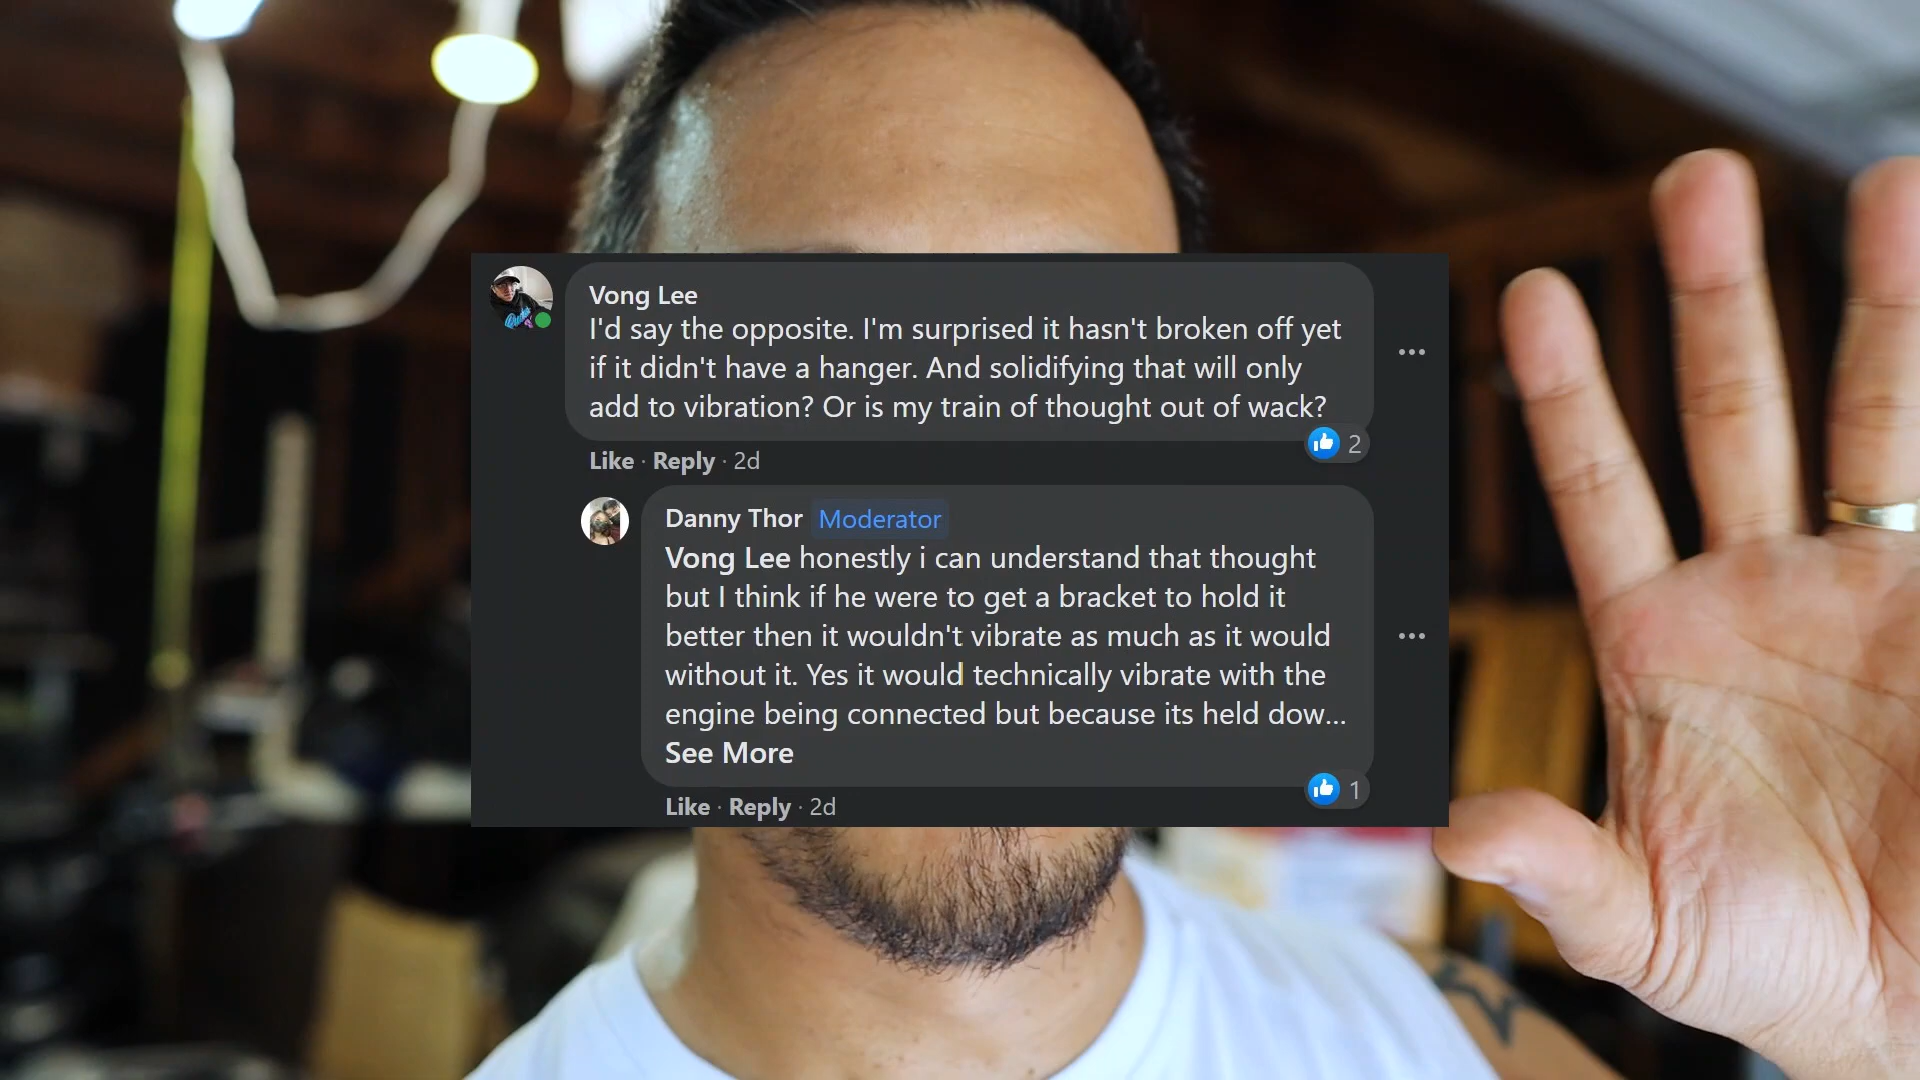 Vong Lee
I'd say the opposite. I'm surprised it hasn't broken off yet
if it didn't have a hanger. And solidifying that will only
add to vibration? Or is my train of thought out of wack?
2
Like · Reply · 2d
Danny Thor Moderator
Vong Lee honestly i can understand that thought
but I think if he were to get a bracket to hold it
better then it wouldn't vibrate as much as it would
without it. Yes it would technically vibrate with the
engine being connected but because its held dow...
See More
1
Like · Reply · 2d